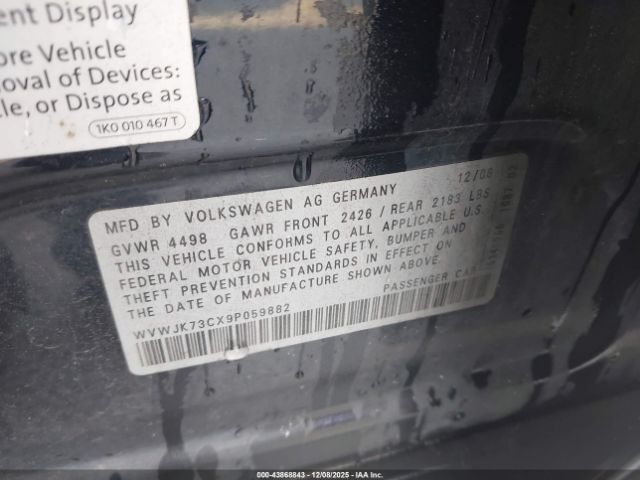 ent Display
ore Vehicle
oval of Devices:
le, or Dispose as
1K0 010 467 T
MFD BY VOLKSWAGEN AG GERMANY 12/08
GVWR 4498 GAWR FRONT 2426 / REAR 2183 LBS
THIS VEHICLE CONFORMS TO ALL APPLICABLE U.S.
FEDERAL MOTOR VEHICLE SAFETY, BUMPER AND
THEFT PREVENTION STANDARDS IN EFFECT ON
THE DATE OF MANUFACTURE SHOWN ABOVE.
PASSENGER CAR
WVWJK73CX9P059882
000-43868843 - 12/08/2025 - IAA Inc.